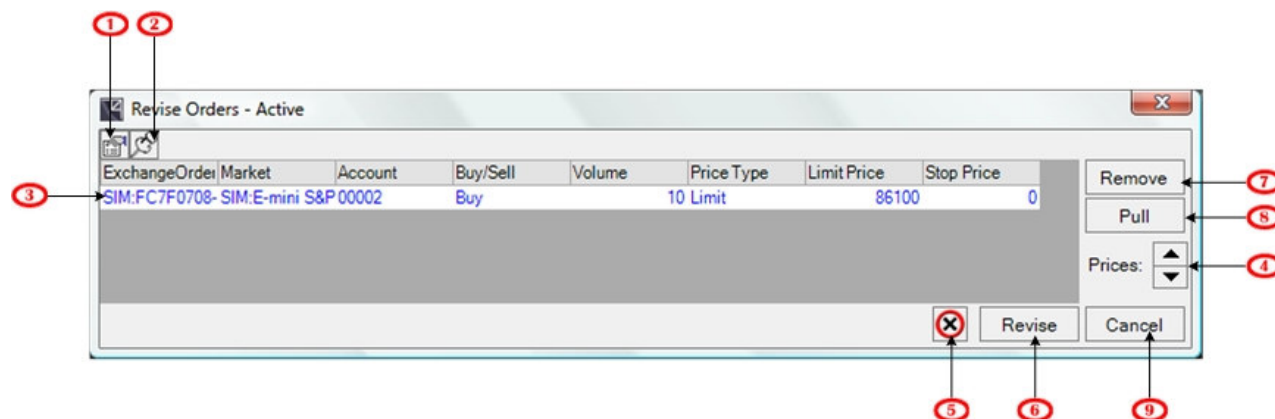 1 2
Revise Orders - Active
ExchangeOrder Market Account Buy/Sell Volume Price Type Limit Price Stop Price
Remove
7
3
SIM:FC7F0708- SIM:E-mini S&P 00002 Buy 10 Limit 86100 0
Pull
8
Prices:
4
Revise Cancel
5 6 9